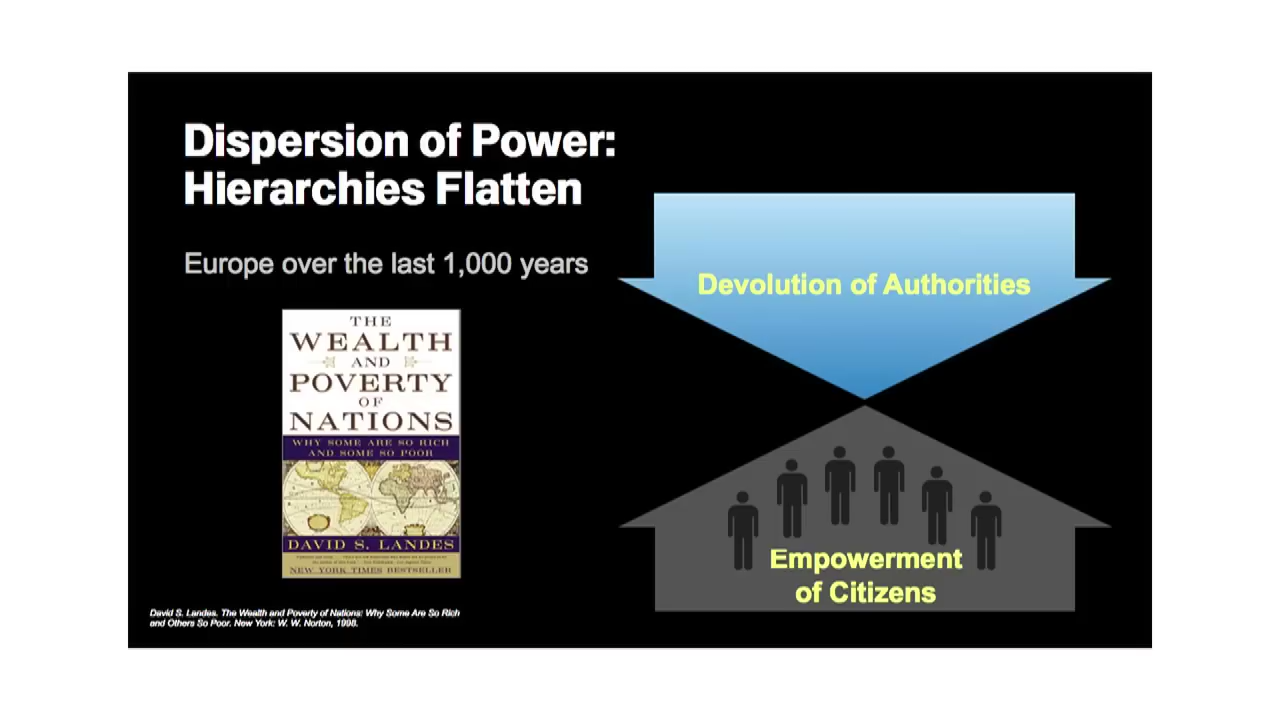 Dispersion of Power:
Hierarchies Flatten
Europe over the last 1,000 years
THE
WEALTH
AND
POVERTY
OF
NATIONS
WHY SOME ARE SO RICH
AND SOME SO POOR
DAVID S. LANDES
NEW YORK TIMES BESTSELLER
David S. Landes. The Wealth and Poverty of Nations: Why Some Are So Rich
and Others So Poor. New York: W. W. Norton, 1998.
Devolution of Authorities
Empowerment
of Citizens